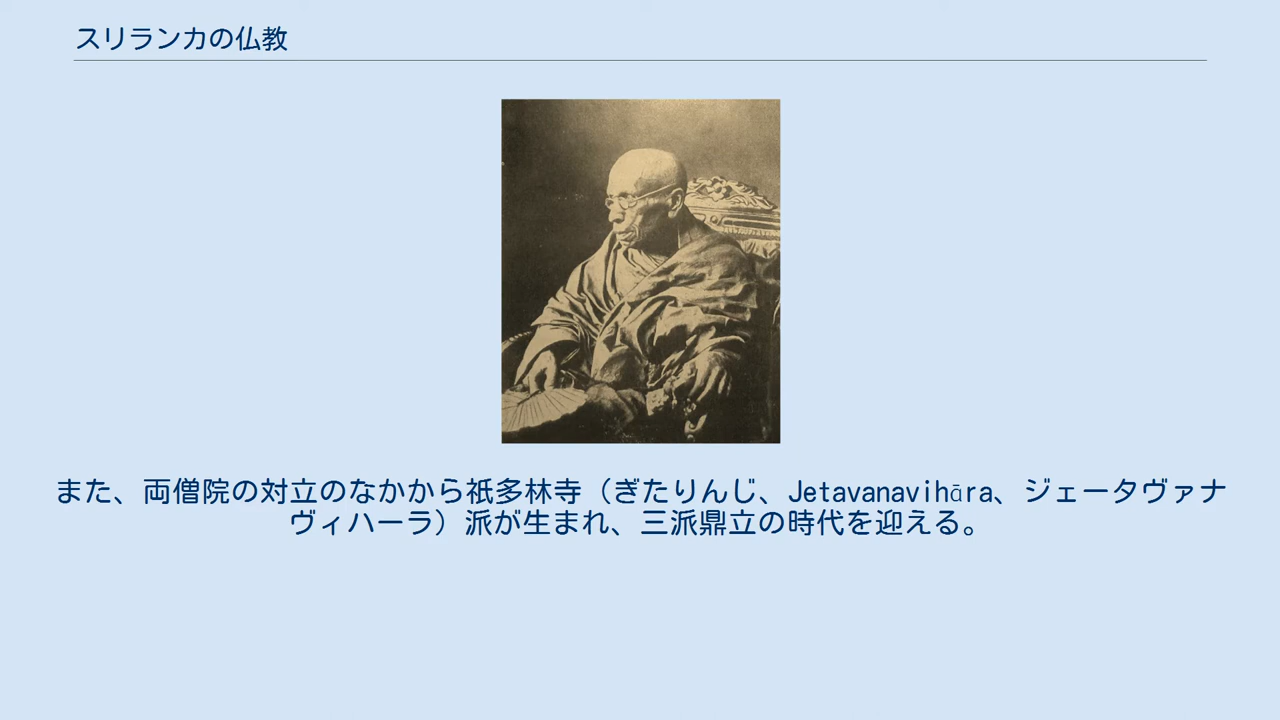 スリランカの仏教
また、両僧院の対立のなかから祇多林寺（ぎたりんじ、Jetavanavihāra、ジェータヴァナ
ヴィハーラ）派が生まれ、三派鼎立の時代を迎える。